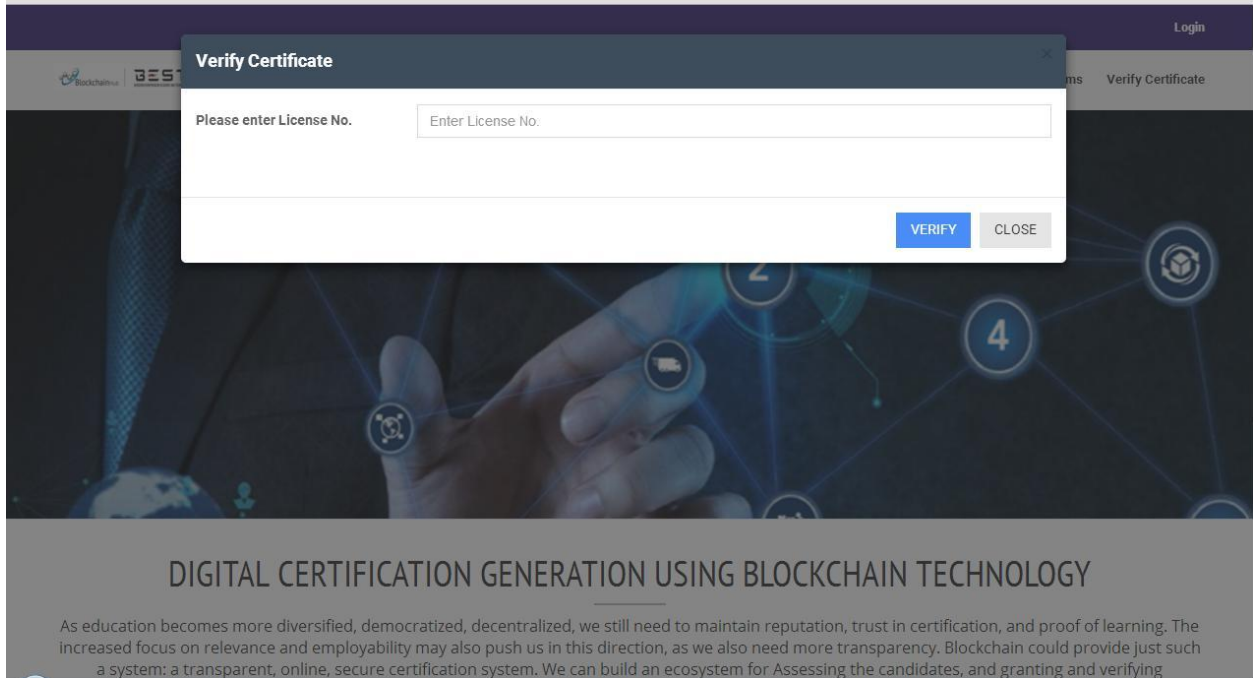 Login
Verify Certificate
×
Blockchain
BEST
ms Verify Certificate
Please enter License No. Enter License No.
VERIFY CLOSE
2
4
DIGITAL CERTIFICATION GENERATION USING BLOCKCHAIN TECHNOLOGY
As education becomes more diversified, democratized, decentralized, we still need to maintain reputation, trust in certification, and proof of learning. The
increased focus on relevance and employability may also push us in this direction, as we also need more transparency. Blockchain could provide just such
a system: a transparent, online, secure certification system. We can build an ecosystem for Assessing the candidates, and granting and verifying